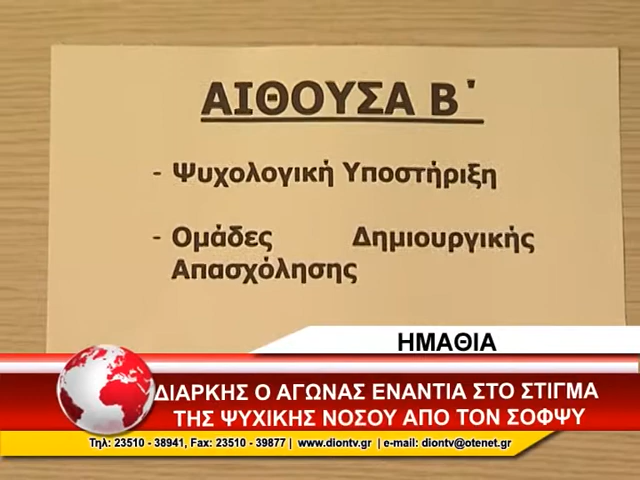 ΑΙΘΟΥΣΑ Β΄
- Ψυχολογική Υποστήριξη
- Ομάδες Δημιουργικής
Απασχόλησης
ΗΜΑΘΙΑ
ΔΙΑΡΚΗΣ Ο ΑΓΩΝΑΣ ΕΝΑΝΤΙΑ ΣΤΟ ΣΤΙΓΜΑ
ΤΗΣ ΨΥΧΙΚΗΣ ΝΟΣΟΥ ΑΠΟ ΤΟΝ ΣΟΦΨΥ
Τηλ: 23510 - 38941, Fax: 23510 - 39877 | www.diontv.gr | e-mail: diontv@otenet.gr